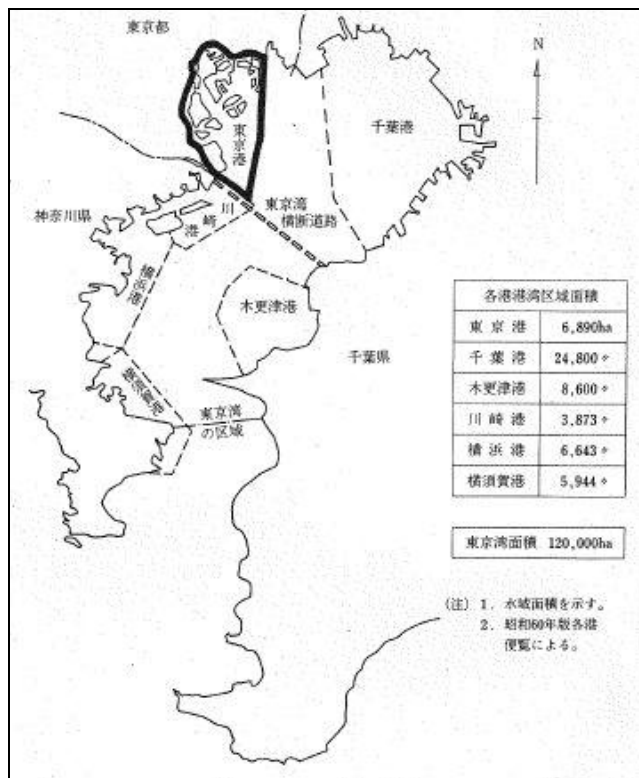 東京都
N
東京港
千葉港
神奈川県
川崎港
東京湾
横断道路
横浜港
木更津港
千葉県
横須賀港
東京湾
の区域
各港港湾区域面積
東京港 6,890ha
千葉港 24,800〃
木更津港 8,600〃
川崎港 3,873〃
横浜港 6,643〃
横須賀港 5,944〃
東京湾面積 120,000ha
(注) 1. 水域面積を示す。
2. 昭和60年版各港
便覧による。